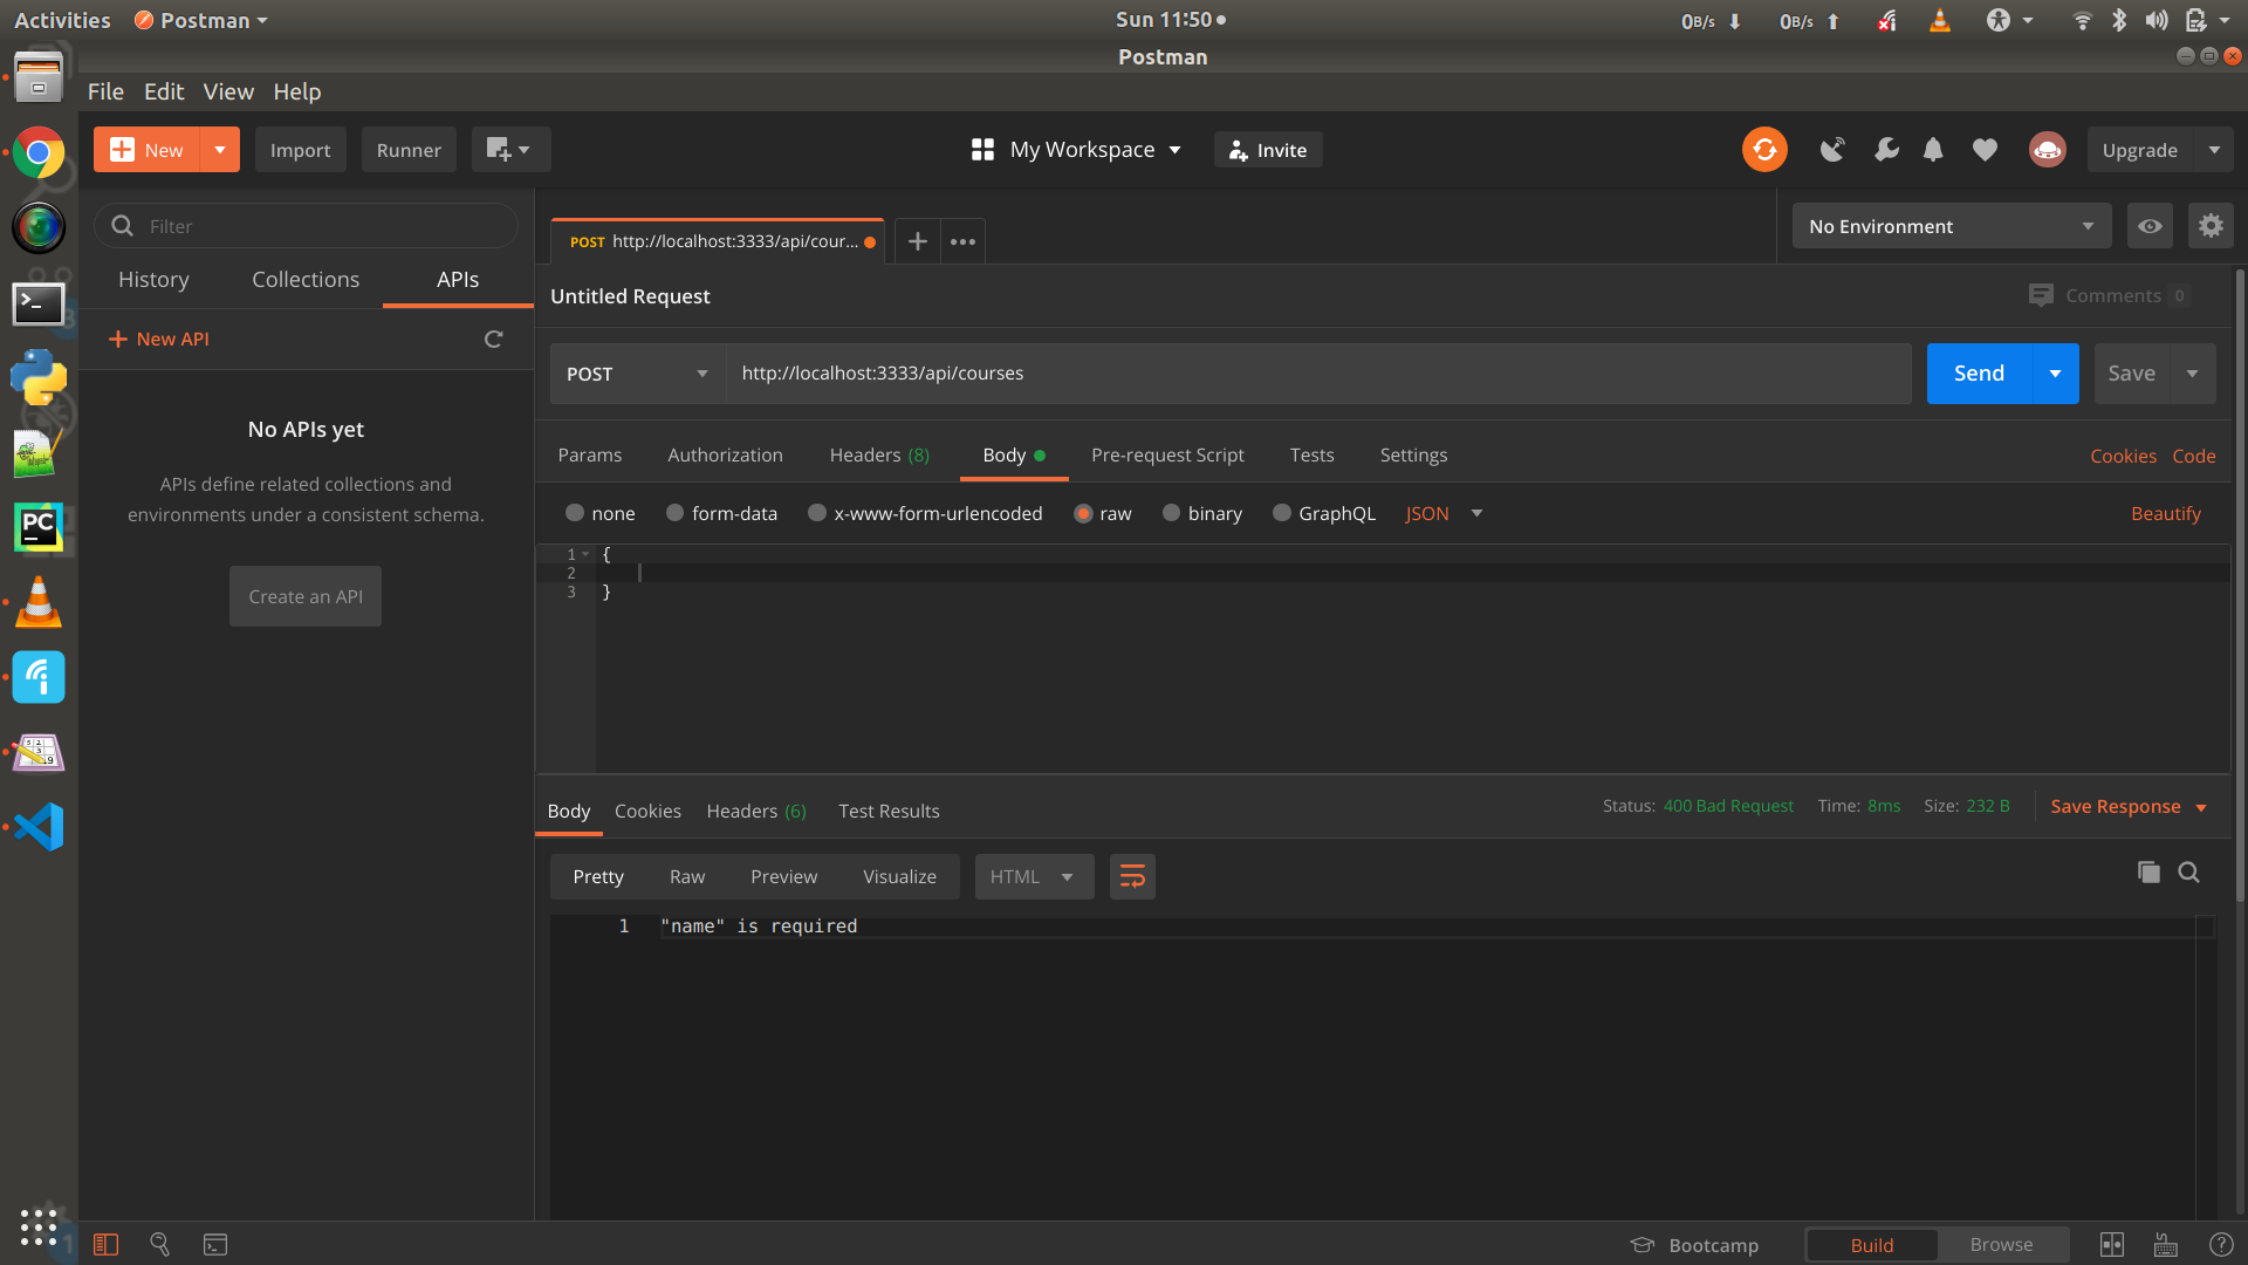 Activities Postman Sun 11:50 0B/s 0B/s
Postman
File Edit View Help
New Import Runner My Workspace Invite Upgrade
Filter
POST http://localhost:3333/api/cour... No Environment
History Collections APIs
Untitled Request Comments 0
New API
POST http://localhost:3333/api/courses Send Save
No APIs yet
Params Authorization Headers (8) Body Pre-request Script Tests Settings Cookies Code
APIs define related collections and
environments under a consistent schema.
none form-data x-www-form-urlencoded raw binary GraphQL JSON Beautify
Create an API
1 {
2
3 }
Body Cookies Headers (6) Test Results Status: 400 Bad Request Time: 8ms Size: 232 B Save Response
Pretty Raw Preview Visualize HTML
1 "name" is required
Bootcamp Build Browse
PC